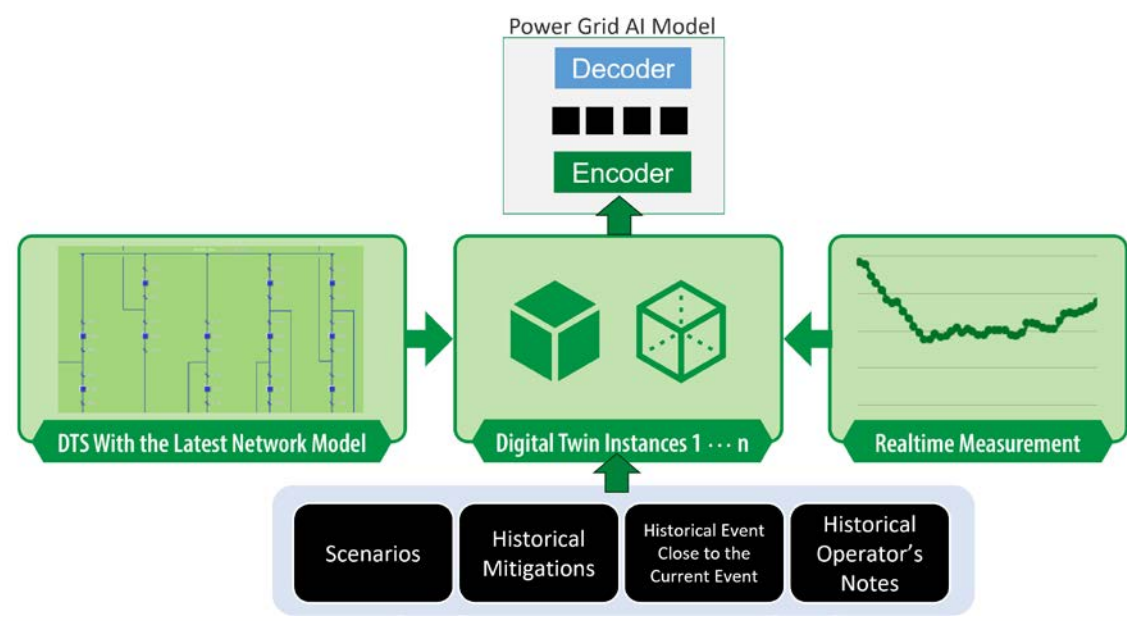 Power Grid AI Model
Decoder
Encoder
DTS With the Latest Network Model
Digital Twin Instances 1 ··· n
Realtime Measurement
Scenarios
Historical
Mitigations
Historical Event
Close to the
Current Event
Historical
Operator’s
Notes